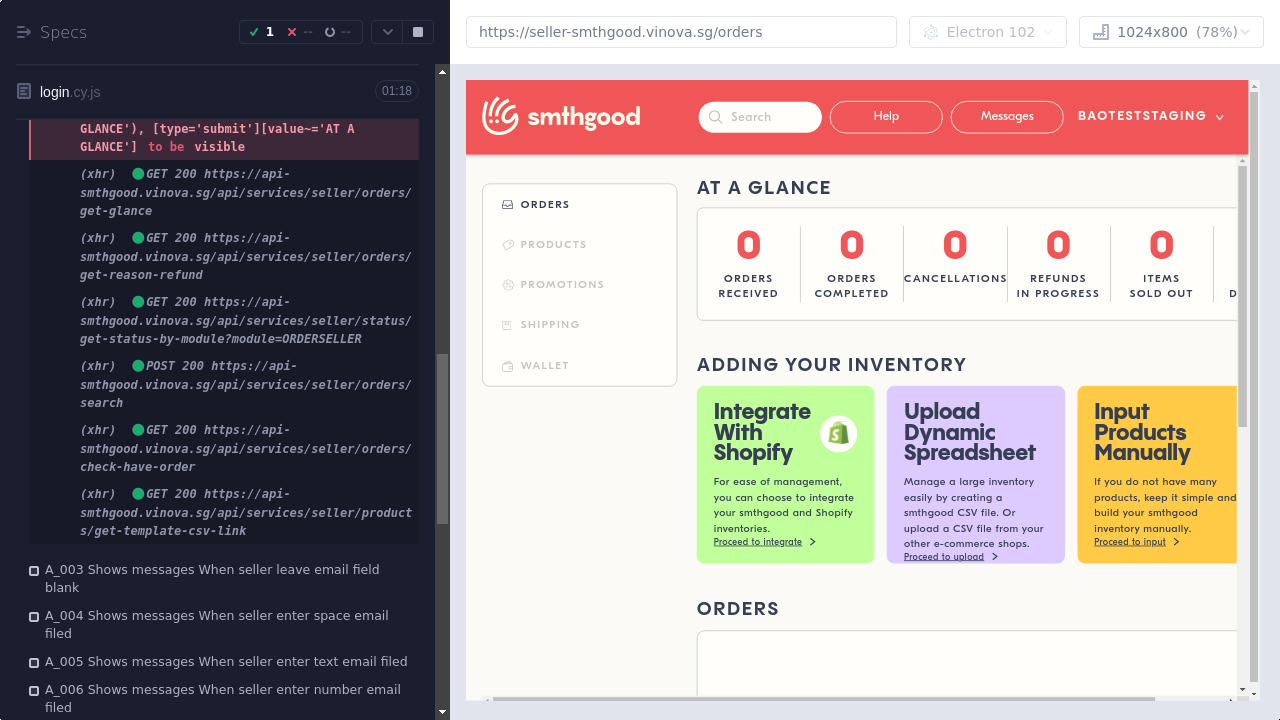 Specs
1
--
--
login.cy.js
01:18
GLANCE'), [type='submit'][value~='AT A
GLANCE'] to be visible
(xhr) GET 200 https://api-
smthgood.vinova.sg/api/services/seller/orders/
get-glance
(xhr) GET 200 https://api-
smthgood.vinova.sg/api/services/seller/orders/
get-reason-refund
(xhr) GET 200 https://api-
smthgood.vinova.sg/api/services/seller/status/
get-status-by-module?module=ORDERSELLER
(xhr) POST 200 https://api-
smthgood.vinova.sg/api/services/seller/orders/
search
(xhr) GET 200 https://api-
smthgood.vinova.sg/api/services/seller/orders/
check-have-order
(xhr) GET 200 https://api-
smthgood.vinova.sg/api/services/seller/product
s/get-template-csv-link
A_003 Shows messages When seller leave email field
blank
A_004 Shows messages When seller enter space email
filed
A_005 Shows messages When seller enter text email filed
A_006 Shows messages When seller enter number email
filed
https://seller-smthgood.vinova.sg/orders
Electron 102
1024x800 (78%)
smthgood
Search
Help
Messages
BAOTESTSTAGING
ORDERS
PRODUCTS
PROMOTIONS
SHIPPING
WALLET
AT A GLANCE
0
ORDERS
RECEIVED
0
ORDERS
COMPLETED
0
CANCELLATIONS
0
REFUNDS
IN PROGRESS
0
ITEMS
SOLD OUT
D
ADDING YOUR INVENTORY
Integrate
With
Shopify
For ease of management,
you can choose to integrate
your smthgood and Shopify
inventories.
Proceed to integrate
Upload
Dynamic
Spreadsheet
Manage a large inventory
easily by creating a
smthgood CSV file. Or
upload a CSV file from your
other e-commerce shops.
Proceed to upload
Input
Products
Manually
If you do not have many
products, keep it simple and
build your smthgood
inventory manually.
Proceed to input
ORDERS